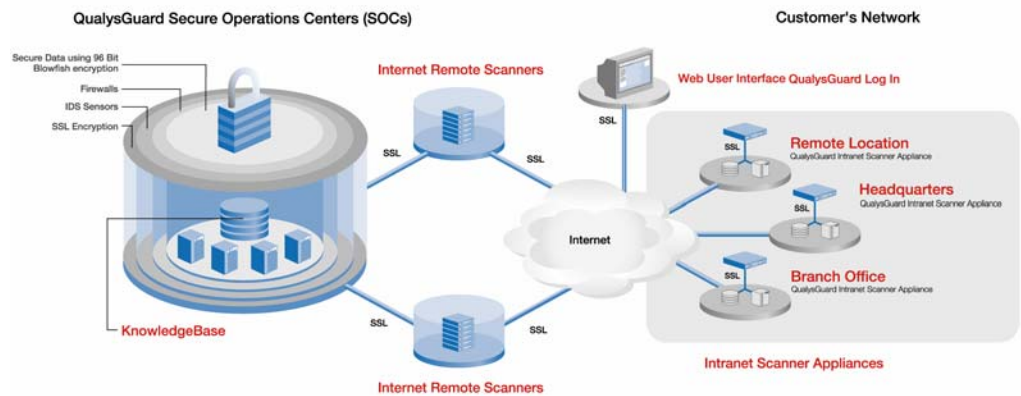 QualysGuard Secure Operations Centers (SOCs)
Customer's Network
Secure Data using 96 Bit
Blowfish encryption
Firewalls
IDS Sensors
SSL Encryption
KnowledgeBase
Internet Remote Scanners
SSL
SSL
SSL
SSL
Internet Remote Scanners
Web User Interface QualysGuard Log In
SSL
Internet
SSL
Remote Location
QualysGuard Intranet Scanner Appliance
SSL
Headquarters
QualysGuard Intranet Scanner Appliance
SSL
Branch Office
QualysGuard Intranet Scanner Appliance
Intranet Scanner Appliances